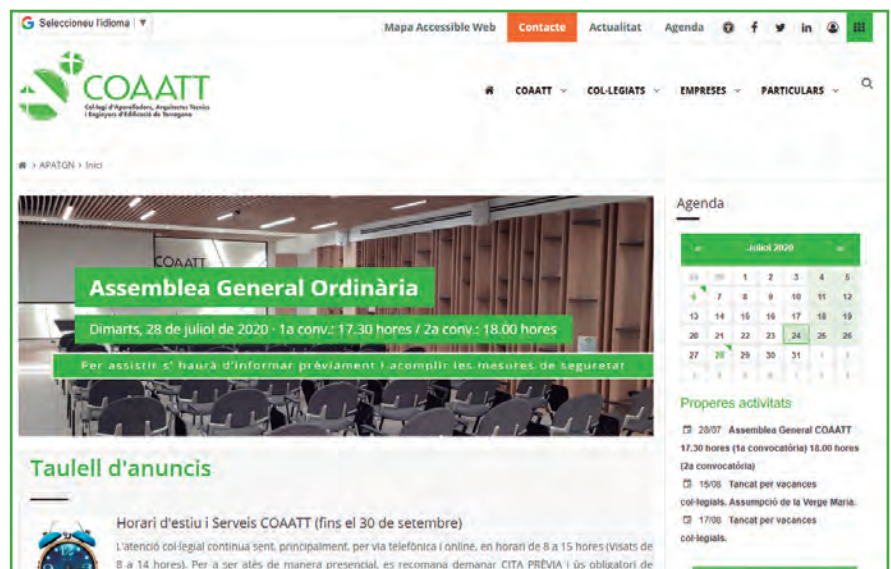 Seleccioneu l'idioma ▼
Mapa Accessible Web Contacte Actualitat Agenda
COAATT
Col·legi d'Aparelladors, Arquitectes Tècnics
i Enginyers d'Edificació de Tarragona
COAATT COL·LEGIATS EMPRESES PARTICULARS
> APATGN > Inici
COAATT
Assemblea General Ordinària
Dimarts, 28 de juliol de 2020 · 1a conv.: 17.30 hores / 2a conv.: 18.00 hores
Per assistir s' haurà d'informar prèviament i acomplir les mesures de seguretat
Agenda
Juliol 2020
1 2 3 4 5
6 7 8 9 10 11 12
13 14 15 16 17 18 19
20 21 22 23 24 25 26
27 28 29 30 31
Properes activitats
28/07 Assemblea General COAATT
17.30 hores (1a convocatòria) 18.00 hores
(2a convocatòria)
15/08 Tancat per vacances
col·legials. Assumpció de la Verge Maria.
17/08 Tancat per vacances
col·legials.
Taulell d'anuncis
Horari d'estiu i Serveis COAATT (fins el 30 de setembre)
L'atenció col·legial continua sent, principalment, per via telefònica i online, en horari de 8 a 15 hores (Visats de
8 a 14 hores). Per a ser atès de manera presencial, es recomana demanar CITA PRÈVIA i ús obligatori de